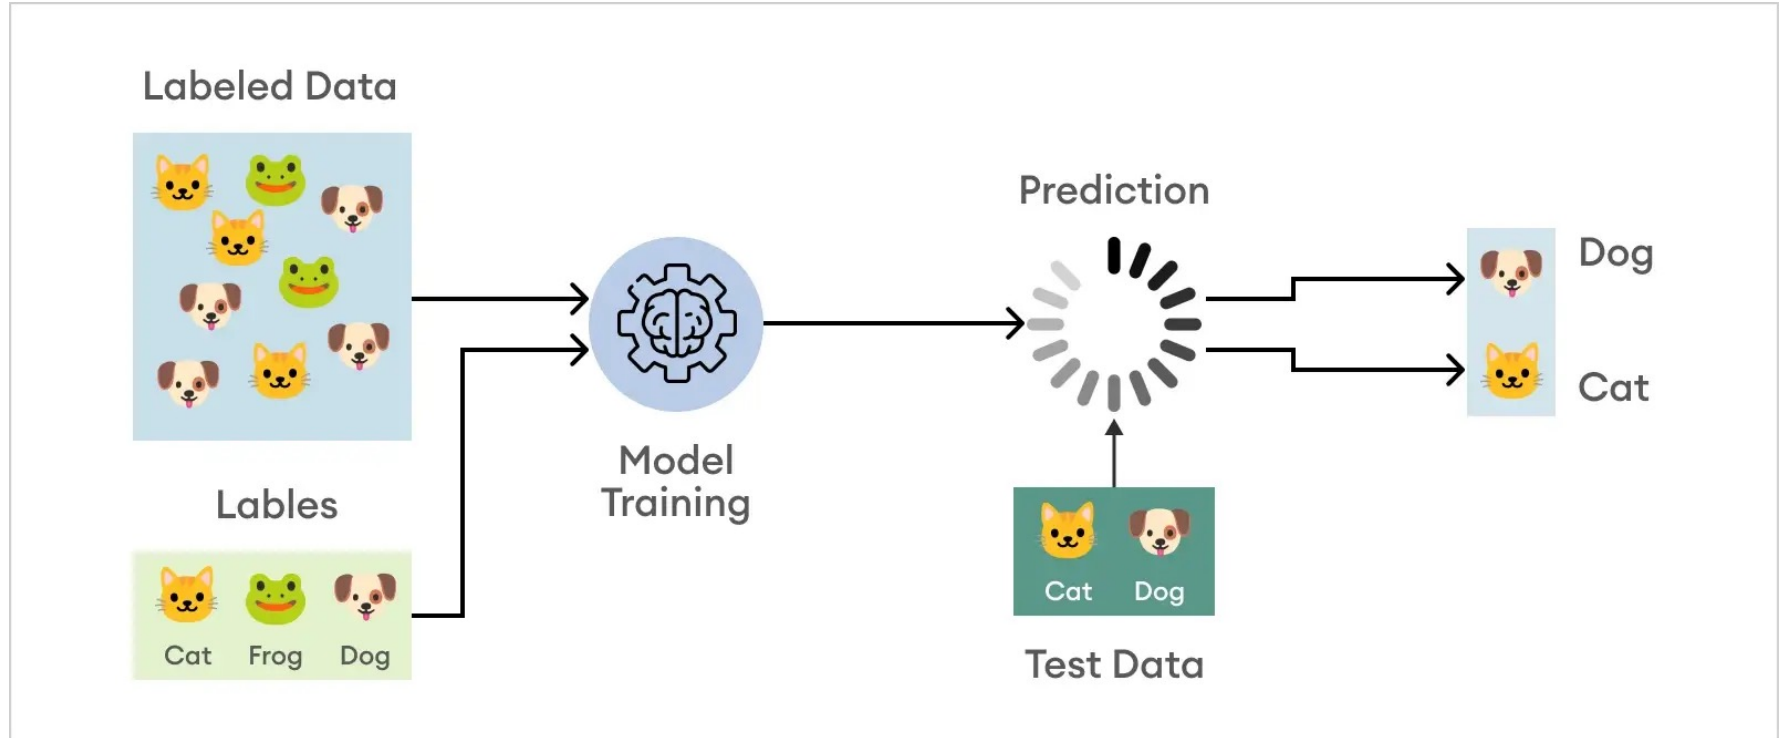 Labeled Data
Lables
Cat Frog Dog
Model
Training
Prediction
Cat Dog
Test Data
Dog
Cat